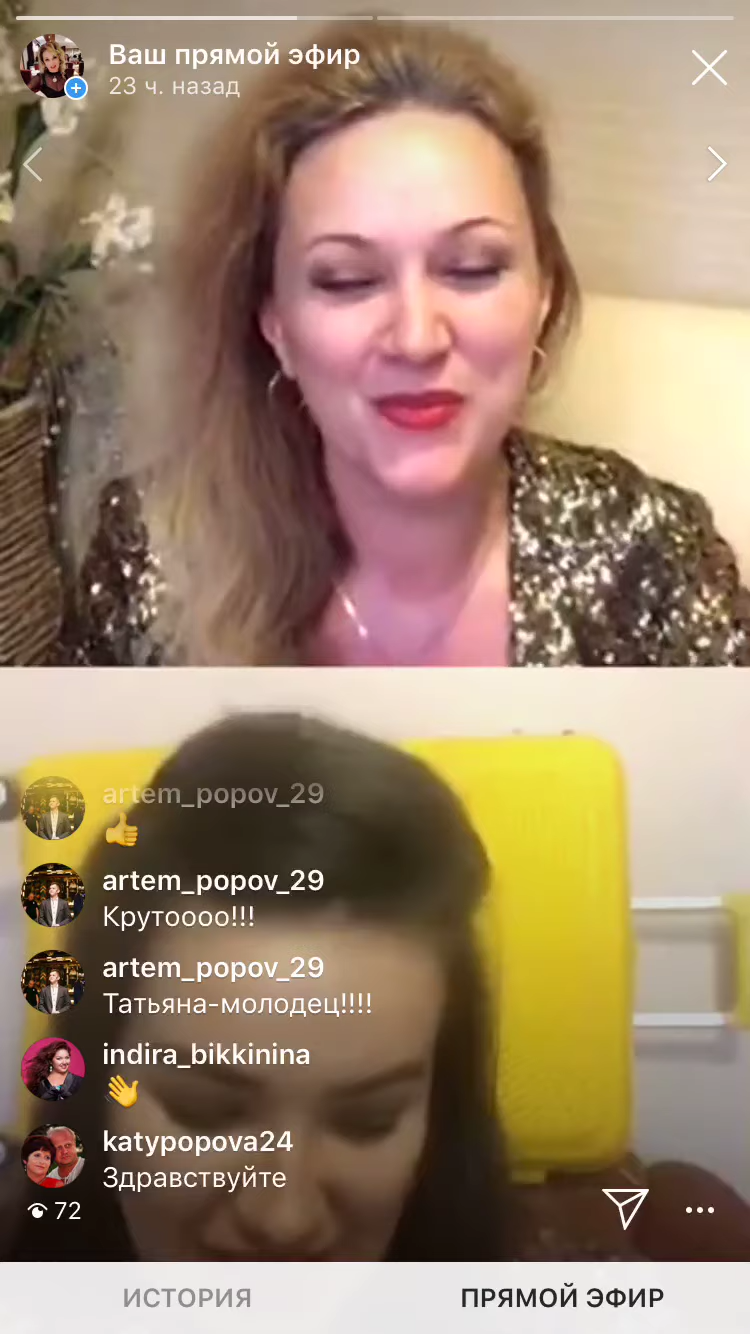 Ваш прямой эфир
23 ч. назад
artem_popov_29
👍
artem_popov_29
Крутоооо!!!
artem_popov_29
Татьяна-молодец!!!!
indira_bikkinina
👋
katypopova24
Здравствуйте
72
ИСТОРИЯ
ПРЯМОЙ ЭФИР